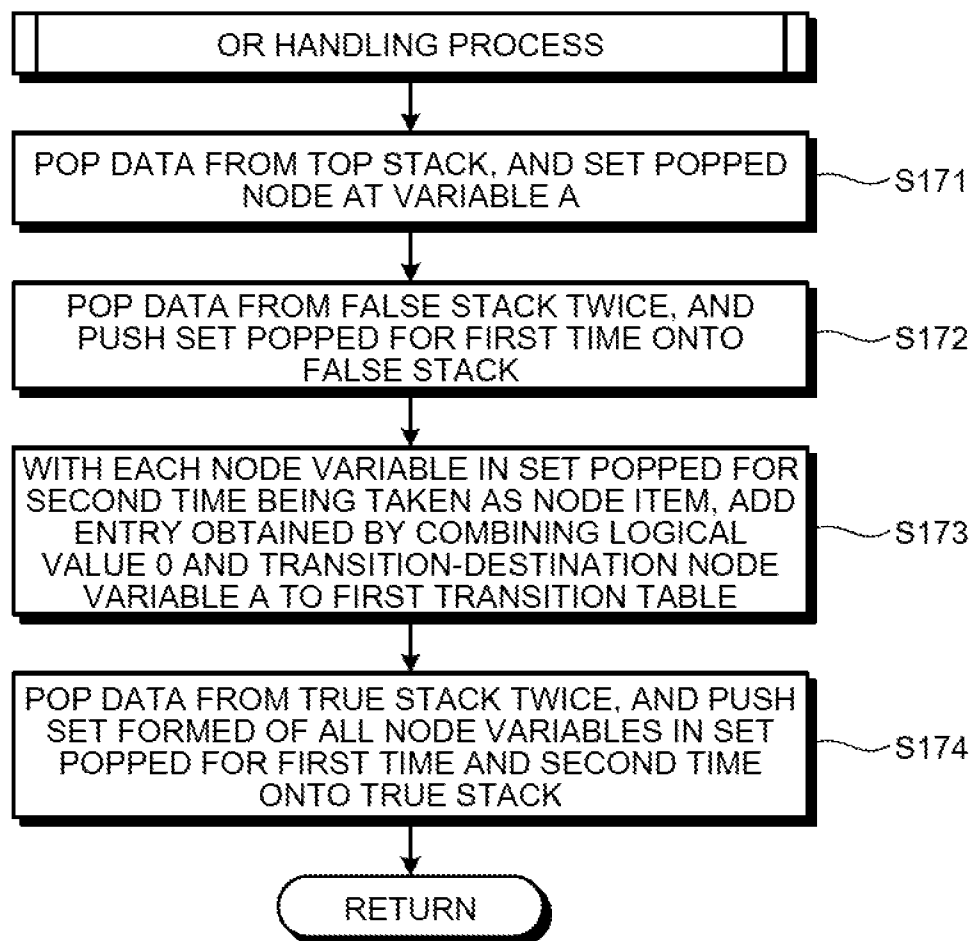 OR HANDLING PROCESS
POP DATA FROM TOP STACK, AND SET POPPED
NODE AT VARIABLE A
S171
POP DATA FROM FALSE STACK TWICE, AND
PUSH SET POPPED FOR FIRST TIME ONTO
FALSE STACK
S172
WITH EACH NODE VARIABLE IN SET POPPED FOR
SECOND TIME BEING TAKEN AS NODE ITEM, ADD
ENTRY OBTAINED BY COMBINING LOGICAL
VALUE 0 AND TRANSITION-DESTINATION NODE
VARIABLE A TO FIRST TRANSITION TABLE
S173
POP DATA FROM TRUE STACK TWICE, AND PUSH
SET FORMED OF ALL NODE VARIABLES IN SET
POPPED FOR FIRST TIME AND SECOND TIME
ONTO TRUE STACK
S174
RETURN